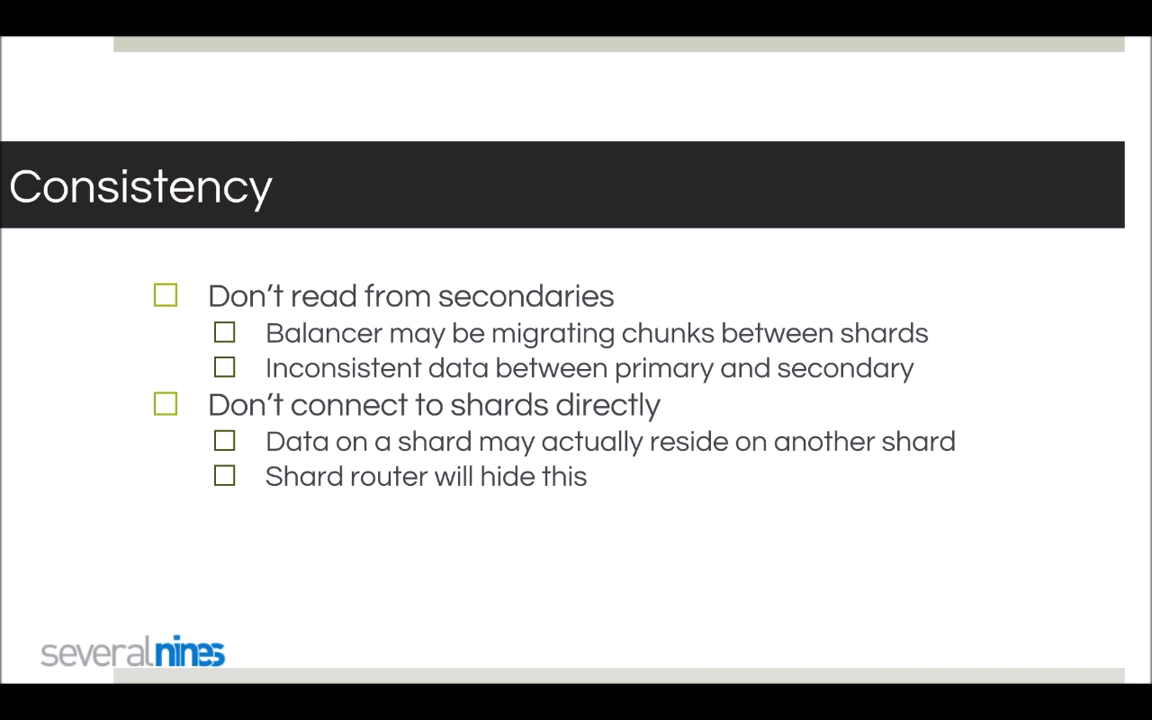 Consistency
Don't read from secondaries
Balancer may be migrating chunks between shards
Inconsistent data between primary and secondary
Don't connect to shards directly
Data on a shard may actually reside on another shard
Shard router will hide this
severalnines